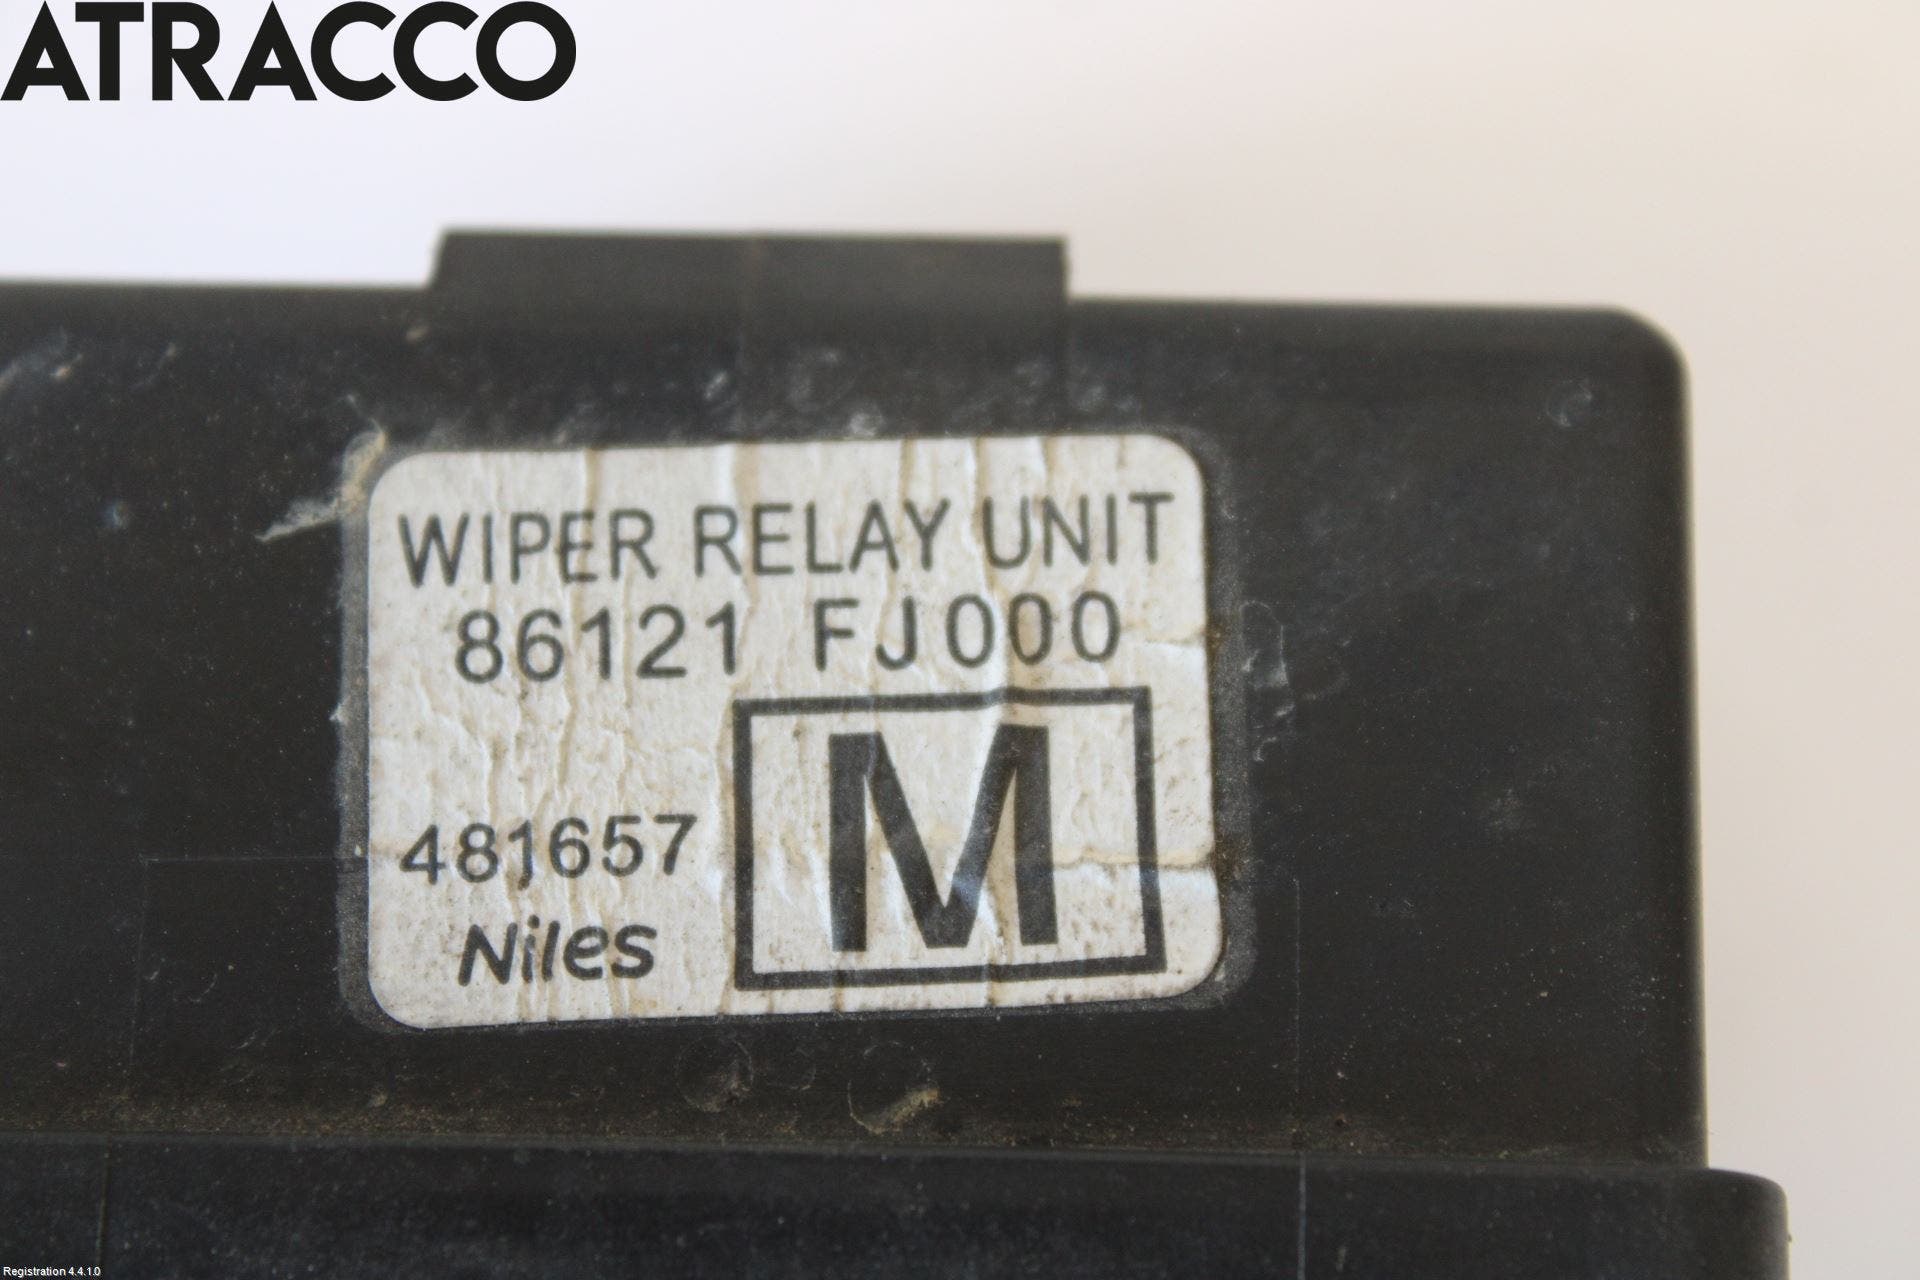 ATRACCO
WIPER RELAY UNIT
86121 FJ000
M
481657
Niles
Registration 4.4.1.0